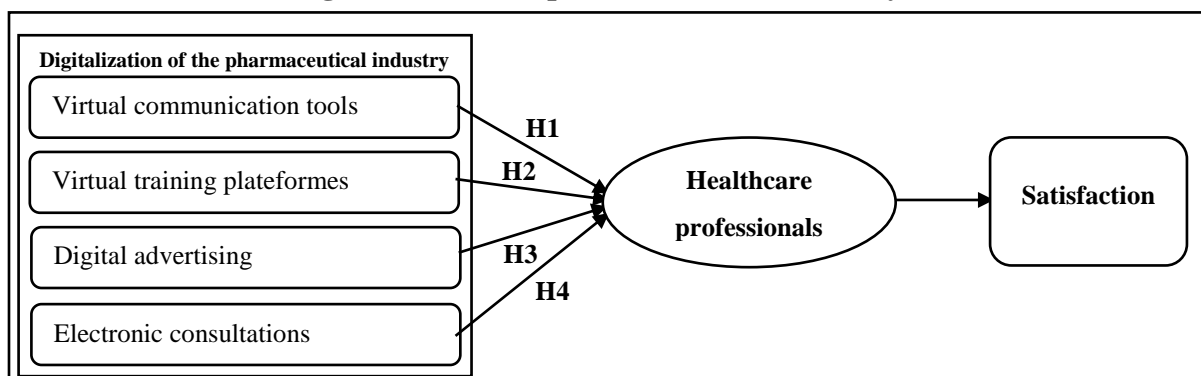 Digitalization of the pharmaceutical industry
Virtual communication tools
Virtual training plateformes
Digital advertising
Electronic consultations
H1
H2
H3
H4
Healthcare
professionals
Satisfaction